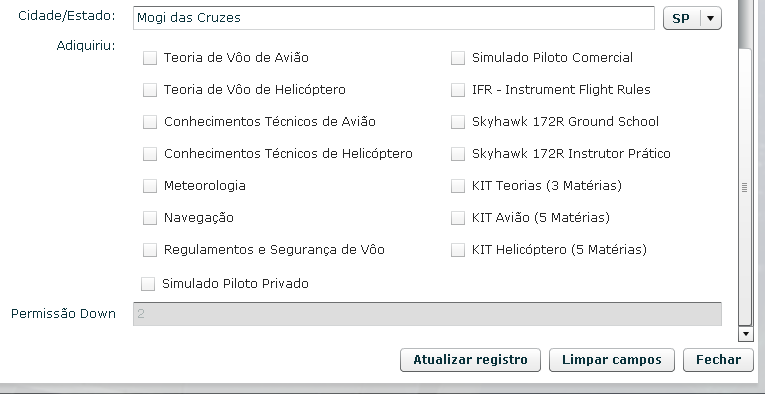 Cidade/Estado: Mogi das Cruzes SP
Adiquiriu:
Teoria de Vôo de Avião Simulado Piloto Comercial
Teoria de Vôo de Helicóptero IFR - Instrument Flight Rules
Conhecimentos Técnicos de Avião Skyhawk 172R Ground School
Conhecimentos Técnicos de Helicóptero Skyhawk 172R Instrutor Prático
Meteorologia KIT Teorias (3 Matérias)
Navegação KIT Avião (5 Matérias)
Regulamentos e Segurança de Vôo KIT Helicóptero (5 Matérias)
Simulado Piloto Privado
Permissão Down 2
Atualizar registro Limpar campos Fechar